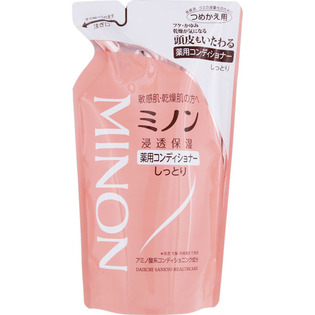 つめかえ用
フケ・かゆみ
乾燥が気になる
頭皮もいたわる
薬用コンディショナー
しっとり
注ぎ口
敏感肌・乾燥肌の方へ
ミノン
浸透保湿
薬用コンディショナー
しっとり
MINON
アミノ酸系コンディショニング成分
DAIICHI SANKYO HEALTHCARE